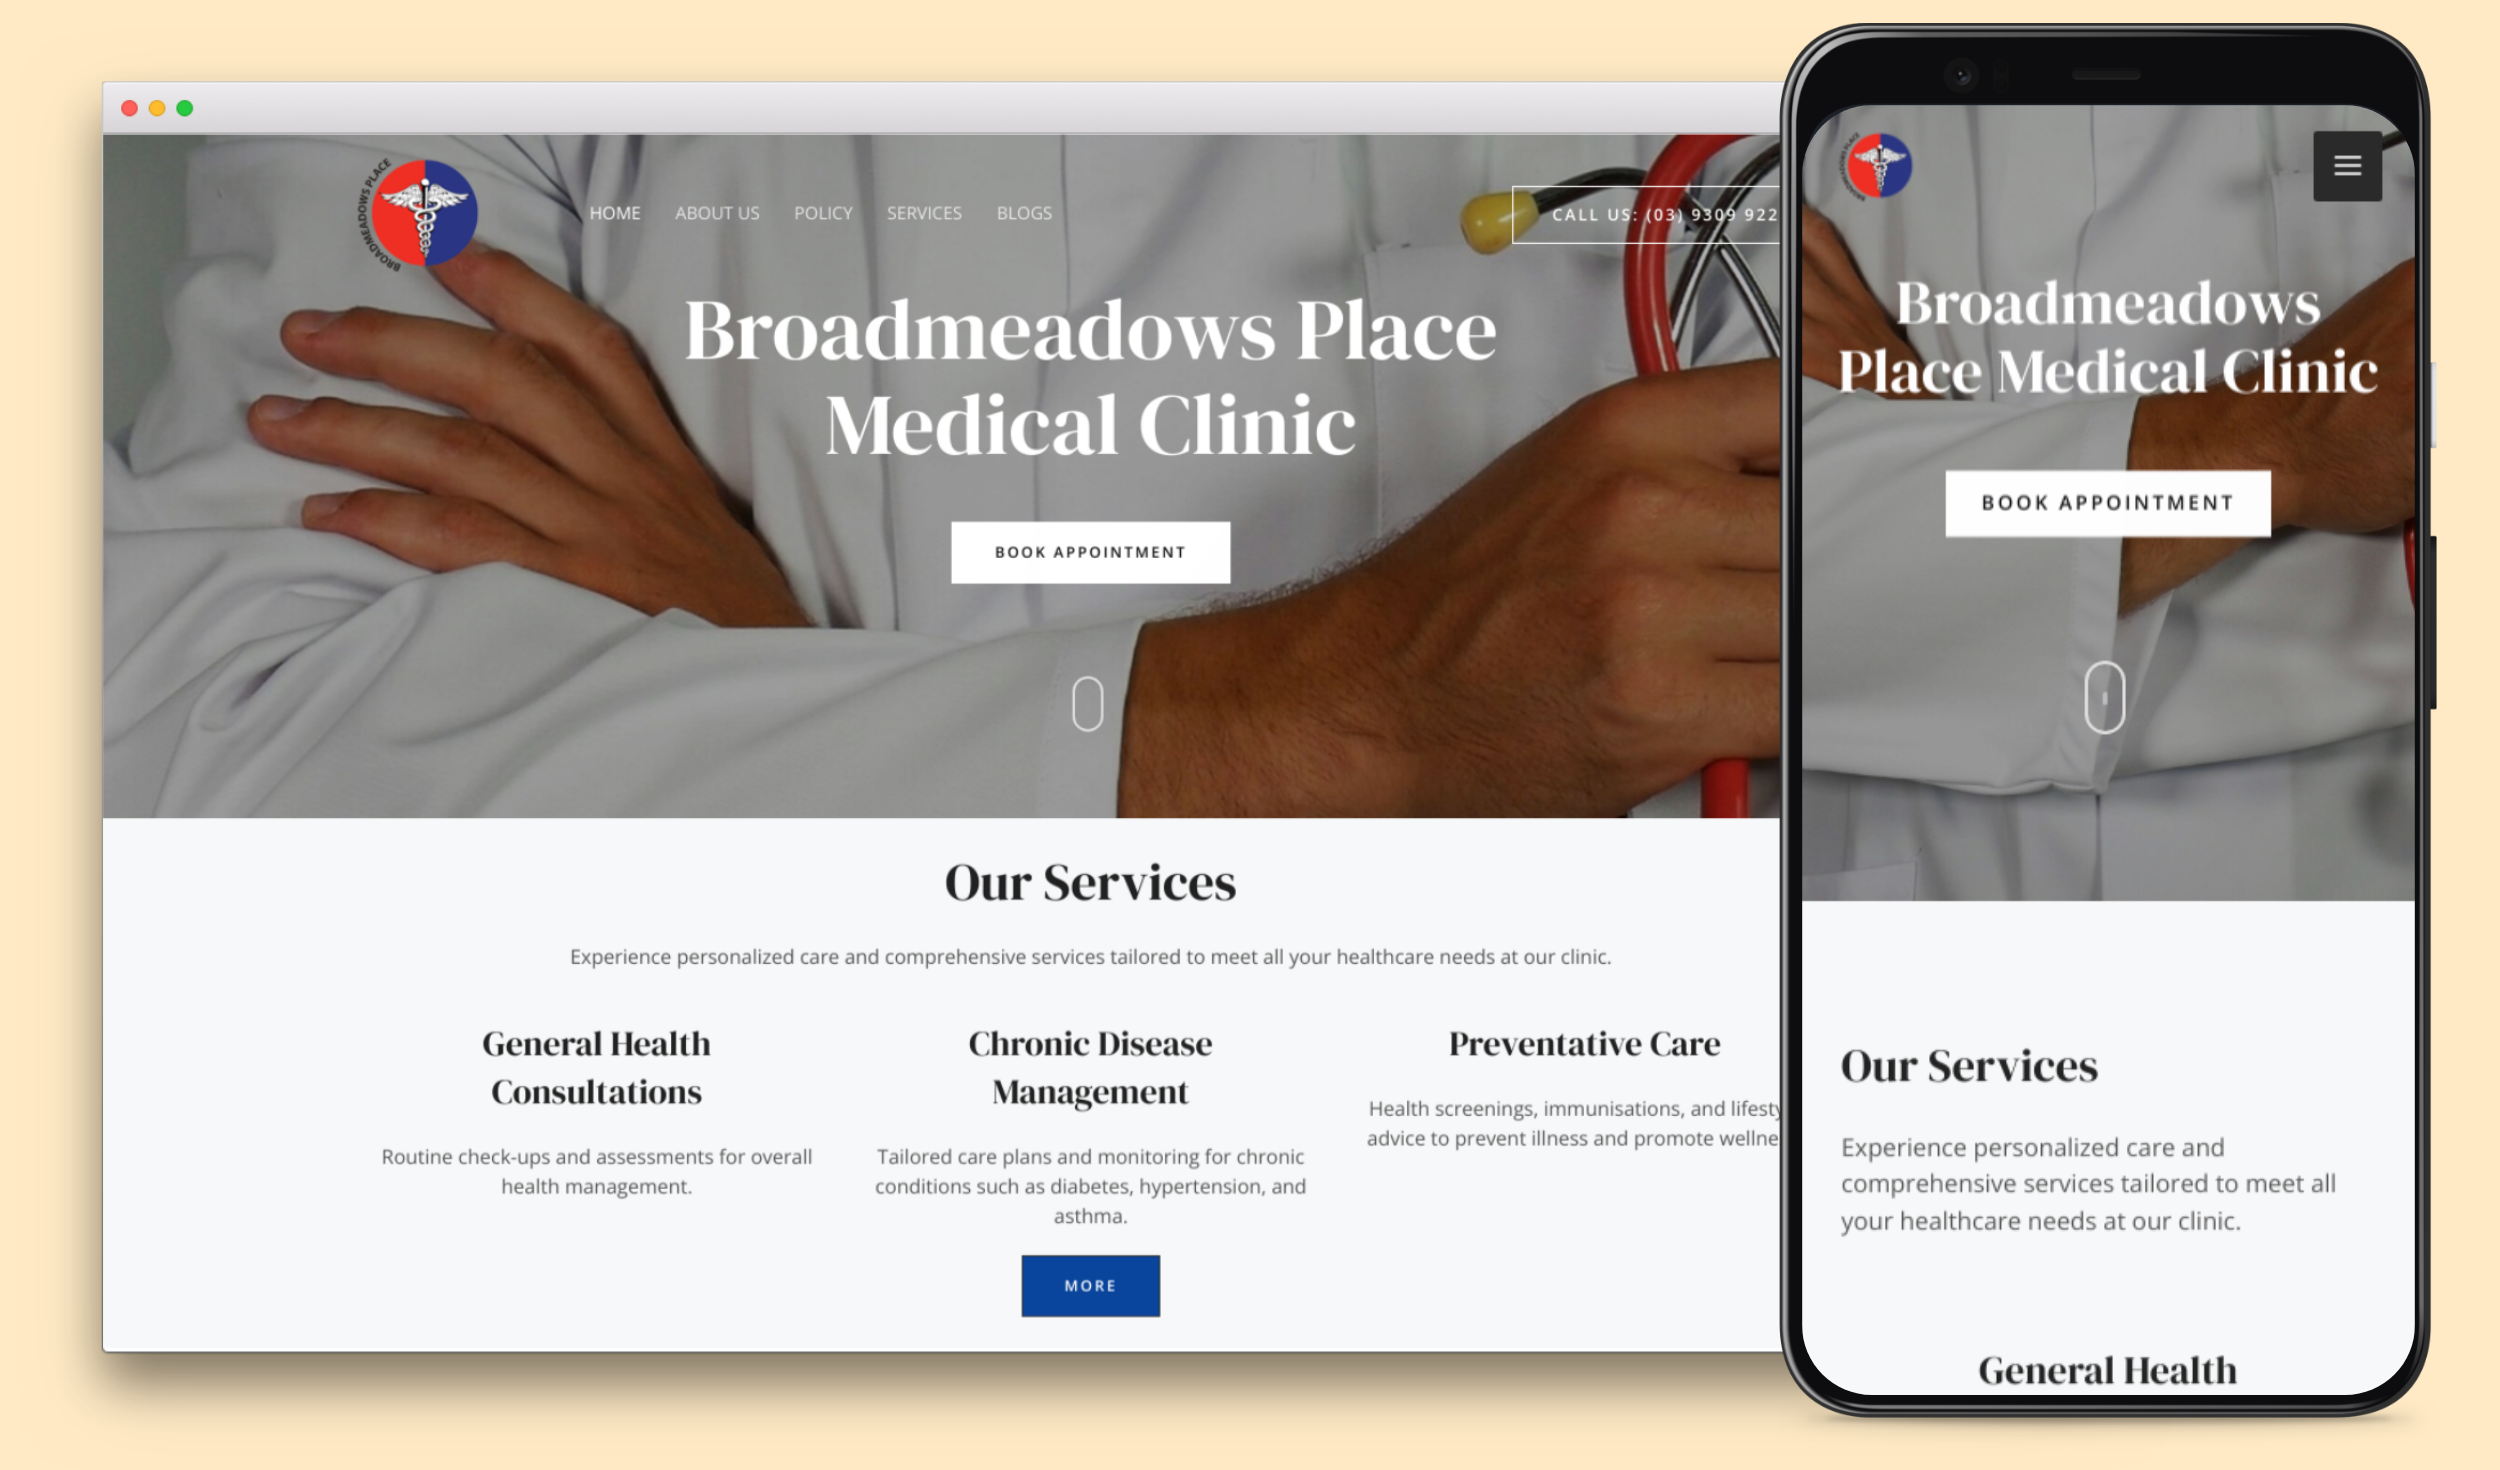 BROADMEADOWS PLACE
HOME ABOUT US POLICY SERVICES BLOGS
CALL US: (03) 9309 922
Broadmeadows Place
Medical Clinic
BOOK APPOINTMENT
Our Services
Experience personalized care and comprehensive services tailored to meet all your healthcare needs at our clinic.
General Health
Consultations
Routine check-ups and assessments for overall
health management.
Chronic Disease
Management
Tailored care plans and monitoring for chronic
conditions such as diabetes, hypertension, and
asthma.
Preventative Care
Health screenings, immunisations, and
advice to prevent illness and promote
MORE
BROADMEADOWS PLACE
Broadmeadows
Place Medical Clinic
BOOK APPOINTMENT
Our Services
Experience personalized care and
comprehensive services tailored to meet all
your healthcare needs at our clinic.
General Health